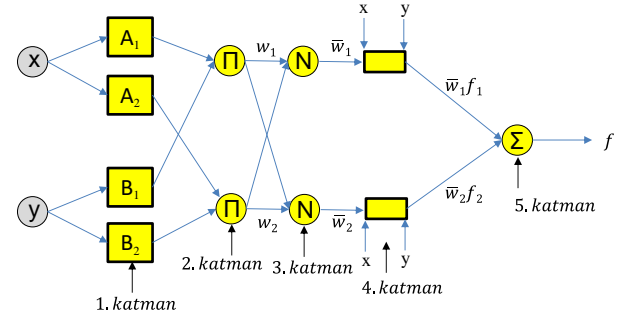 x y
A₁
w₁ w̅₁
x Π N
A₂
w̅₁f₁
Σ f
B₁
w̅₂f₂
y Π N
w₂ w̅₂
B₂
x y
5. katman
2. katman
3. katman
4. katman
1. katman